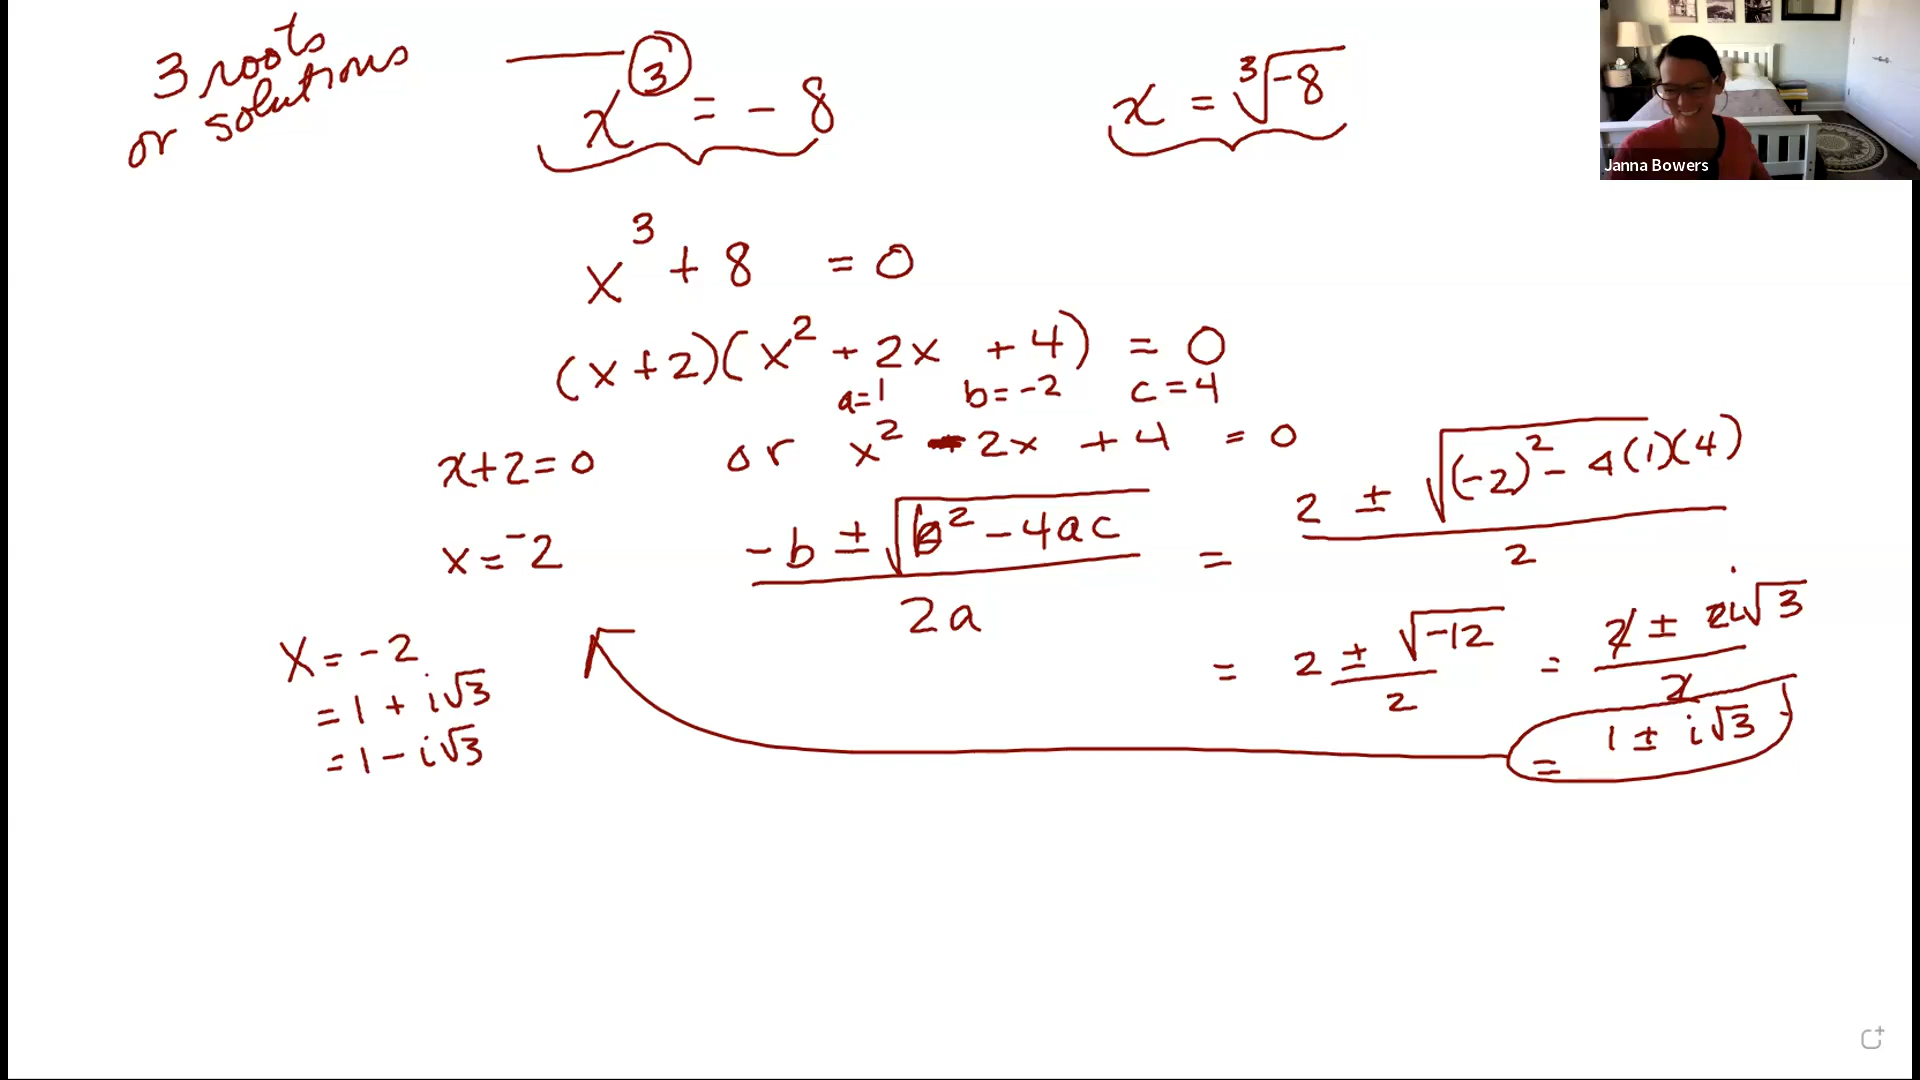 3 roots
or solutions
x³ = - 8
x = ∛-8
Janna Bowers
x³ + 8 = 0
(x+2)(x² + 2x + 4) = 0
a=1 b=-2 c=4
x+2=0 or x² - 2x + 4 = 0
x = ⁻2
-b ± √b² - 4ac / 2a = 2 ± √(-2)² - 4(1)(4) / 2
= 2 ± √-12 / 2 = 2 ± 2i√3 / 2
= 1 ± i√3
X = -2
= 1 + i√3
= 1 - i√3